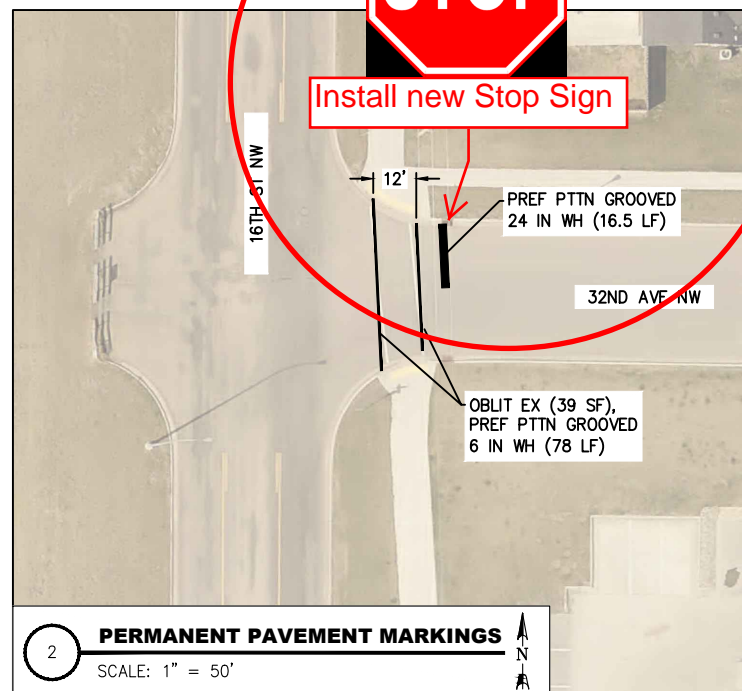 STOP
Install new Stop Sign
16TH ST NW
12'
PREF PTTN GROOVED
24 IN WH (16.5 LF)
32ND AVE NW
OBLIT EX (39 SF),
PREF PTTN GROOVED
6 IN WH (78 LF)
2
PERMANENT PAVEMENT MARKINGS
SCALE: 1" = 50'
N